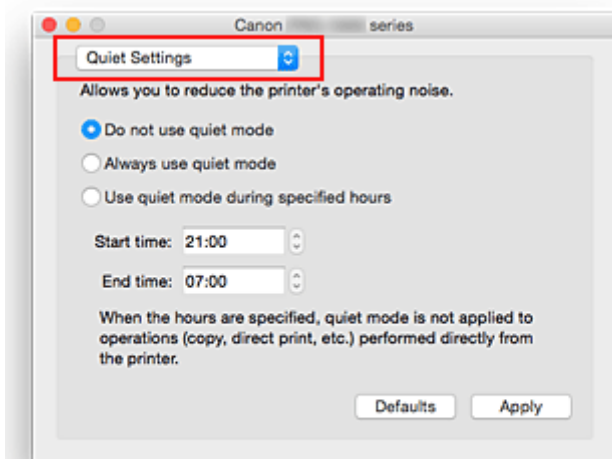 Canon series
Quiet Settings
Allows you to reduce the printer's operating noise.
Do not use quiet mode
Always use quiet mode
Use quiet mode during specified hours
Start time: 21:00
End time: 07:00
When the hours are specified, quiet mode is not applied to
operations (copy, direct print, etc.) performed directly from
the printer.
Defaults Apply